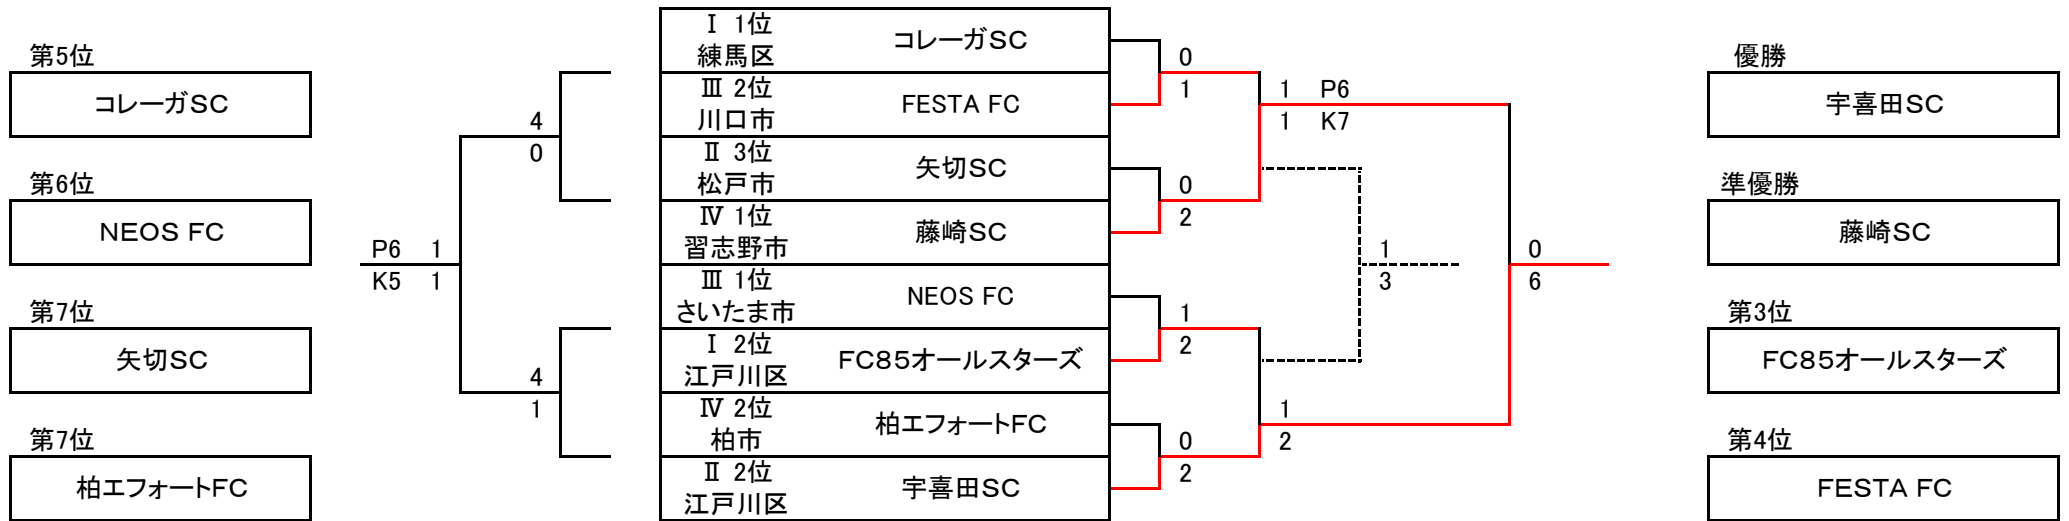 第5位
コレーガSC
第6位
NEOS FC
第7位
矢切SC
第7位
柏エフォートFC
4
0
P6 1
K5 1
4
1
Ⅰ 1位
練馬区
コレーガSC
Ⅲ 2位
川口市
FESTA FC
Ⅱ 3位
松戸市
矢切SC
Ⅳ 1位
習志野市
藤崎SC
Ⅲ 1位
さいたま市
NEOS FC
Ⅰ 2位
江戸川区
FC85オールスターズ
Ⅳ 2位
柏市
柏エフォートFC
Ⅱ 2位
江戸川区
宇喜田SC
0
1
0
2
1
2
0
2
1 P6
1 K7
1
2
1
3
0
6
優勝
宇喜田SC
準優勝
藤崎SC
第3位
FC85オールスターズ
第4位
FESTA FC